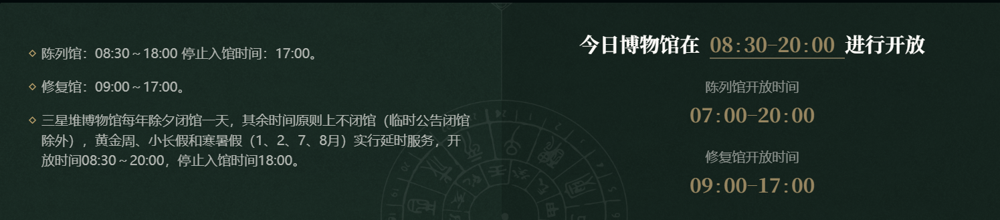 陈列馆：08:30～18:00 停止入馆时间：17:00。
修复馆：09:00～17:00。
三星堆博物馆每年除夕闭馆一天，其余时间原则上不闭馆（临时公告闭馆
除外），黄金周、小长假和寒暑假（1、2、7、8月）实行延时服务，开
放时间08:30～20:00，停止入馆时间18:00。
今日博物馆在 08:30-20:00 进行开放
陈列馆开放时间
07:00-20:00
修复馆开放时间
09:00-17:00